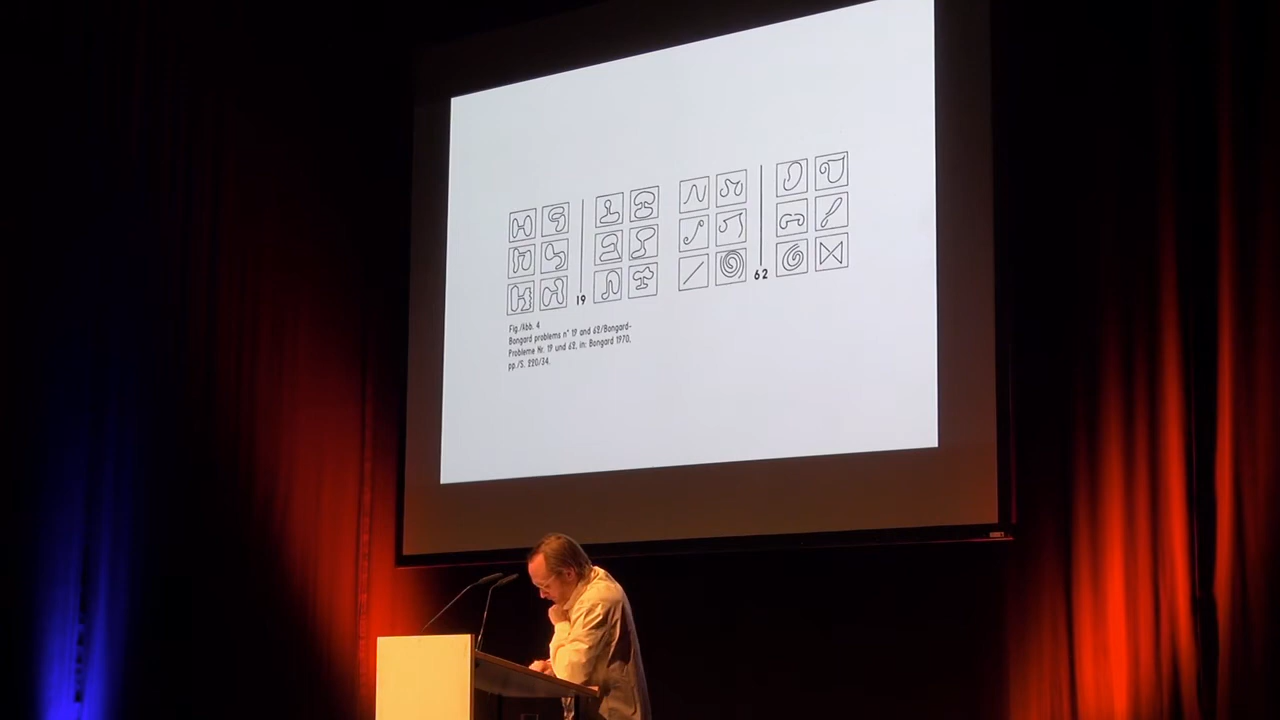 19
62
Fig./Abb. 4
Bongard problems n° 19 and 62/Bongard-
Probleme Nr. 19 und 62, in: Bongard 1970,
pp./S. 220/34.